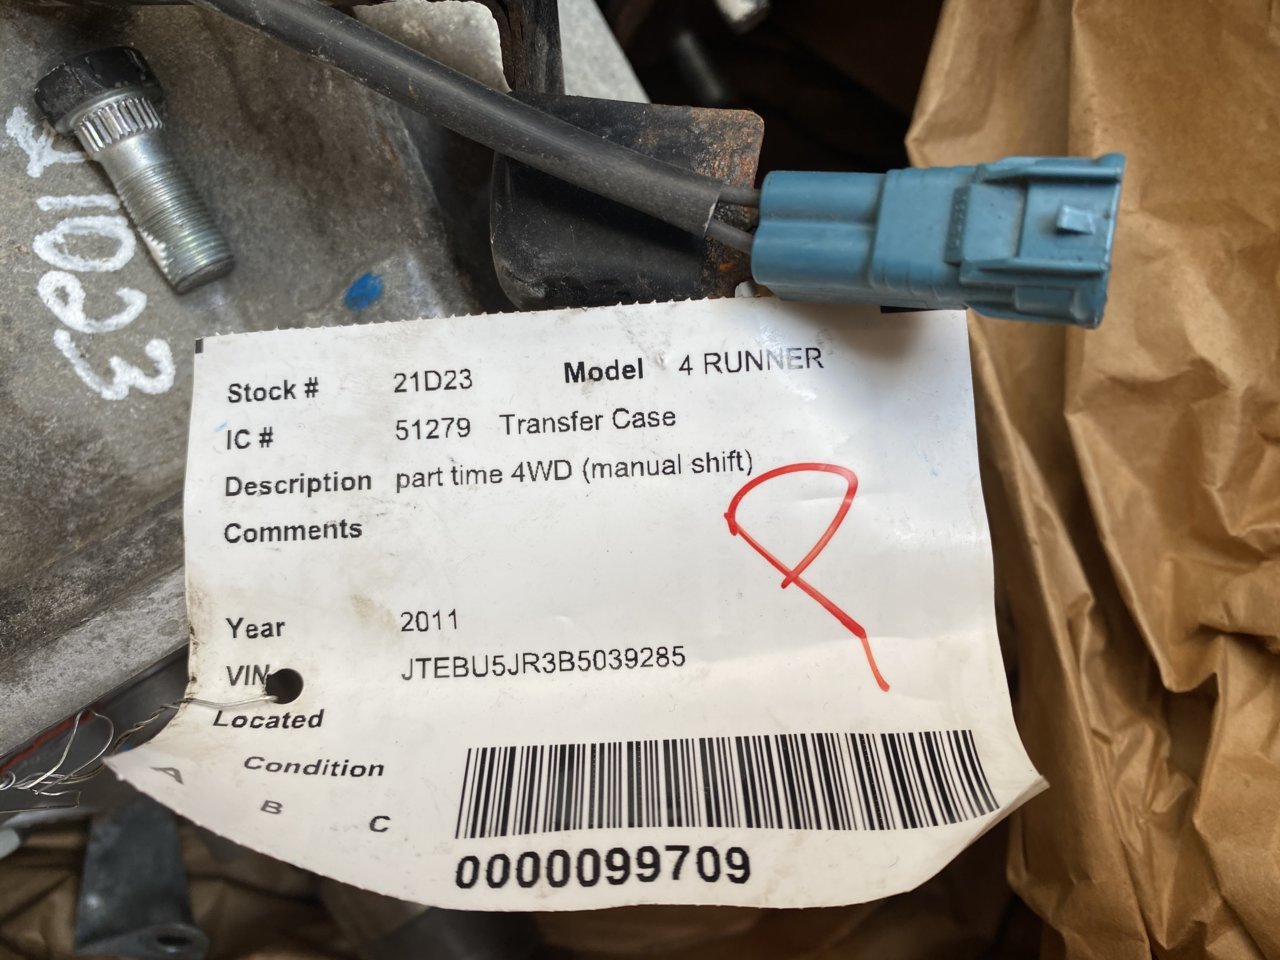 Stock # 21D23 Model 4 RUNNER
IC # 51279 Transfer Case
Description part time 4WD (manual shift)
Comments
Year 2011
VIN JTEBU5JR3B5039285
Located
Condition
A B C
0000099709